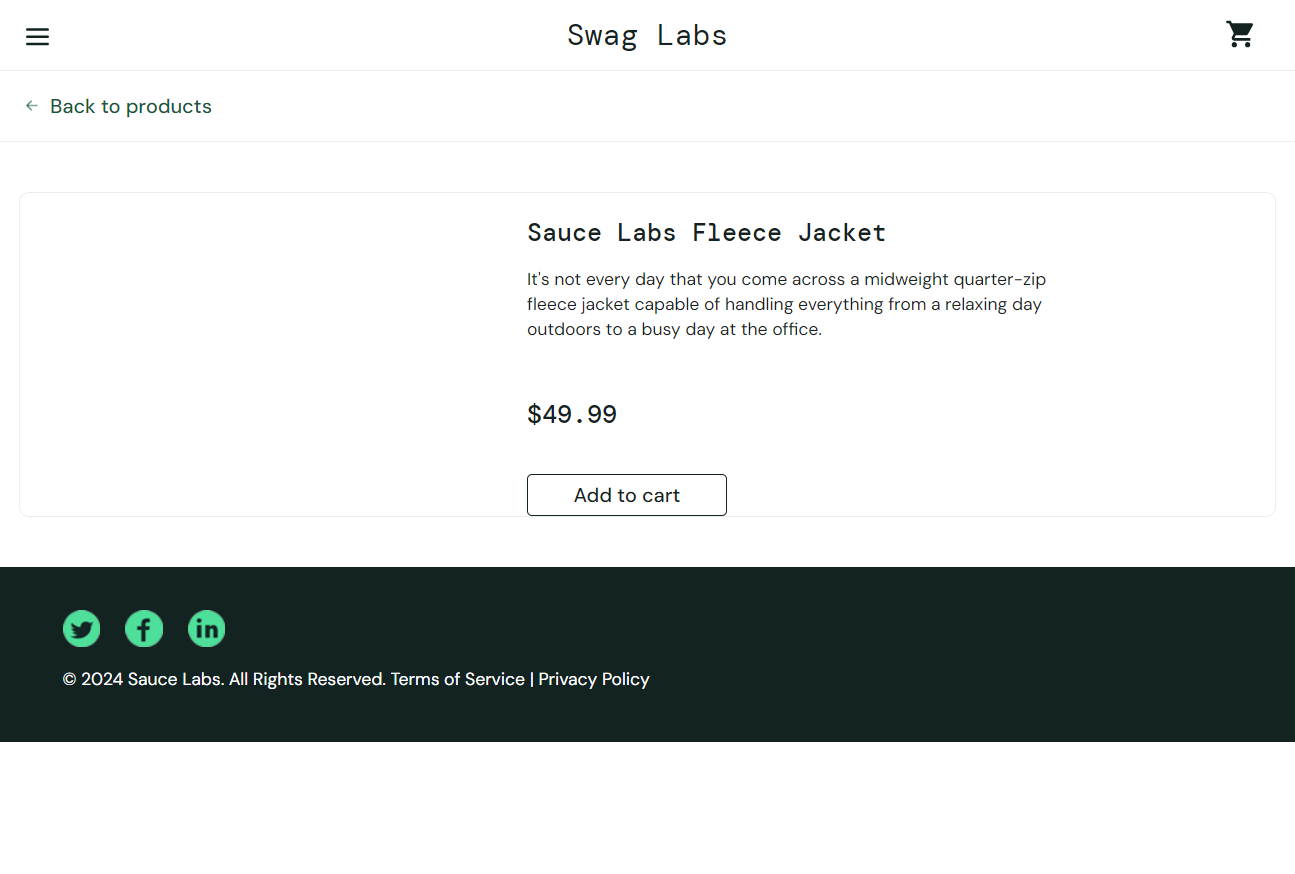 Swag Labs
Back to products
Sauce Labs Fleece Jacket
It's not every day that you come across a midweight quarter-zip
fleece jacket capable of handling everything from a relaxing day
outdoors to a busy day at the office.
$49.99
Add to cart
© 2024 Sauce Labs. All Rights Reserved. Terms of Service | Privacy Policy